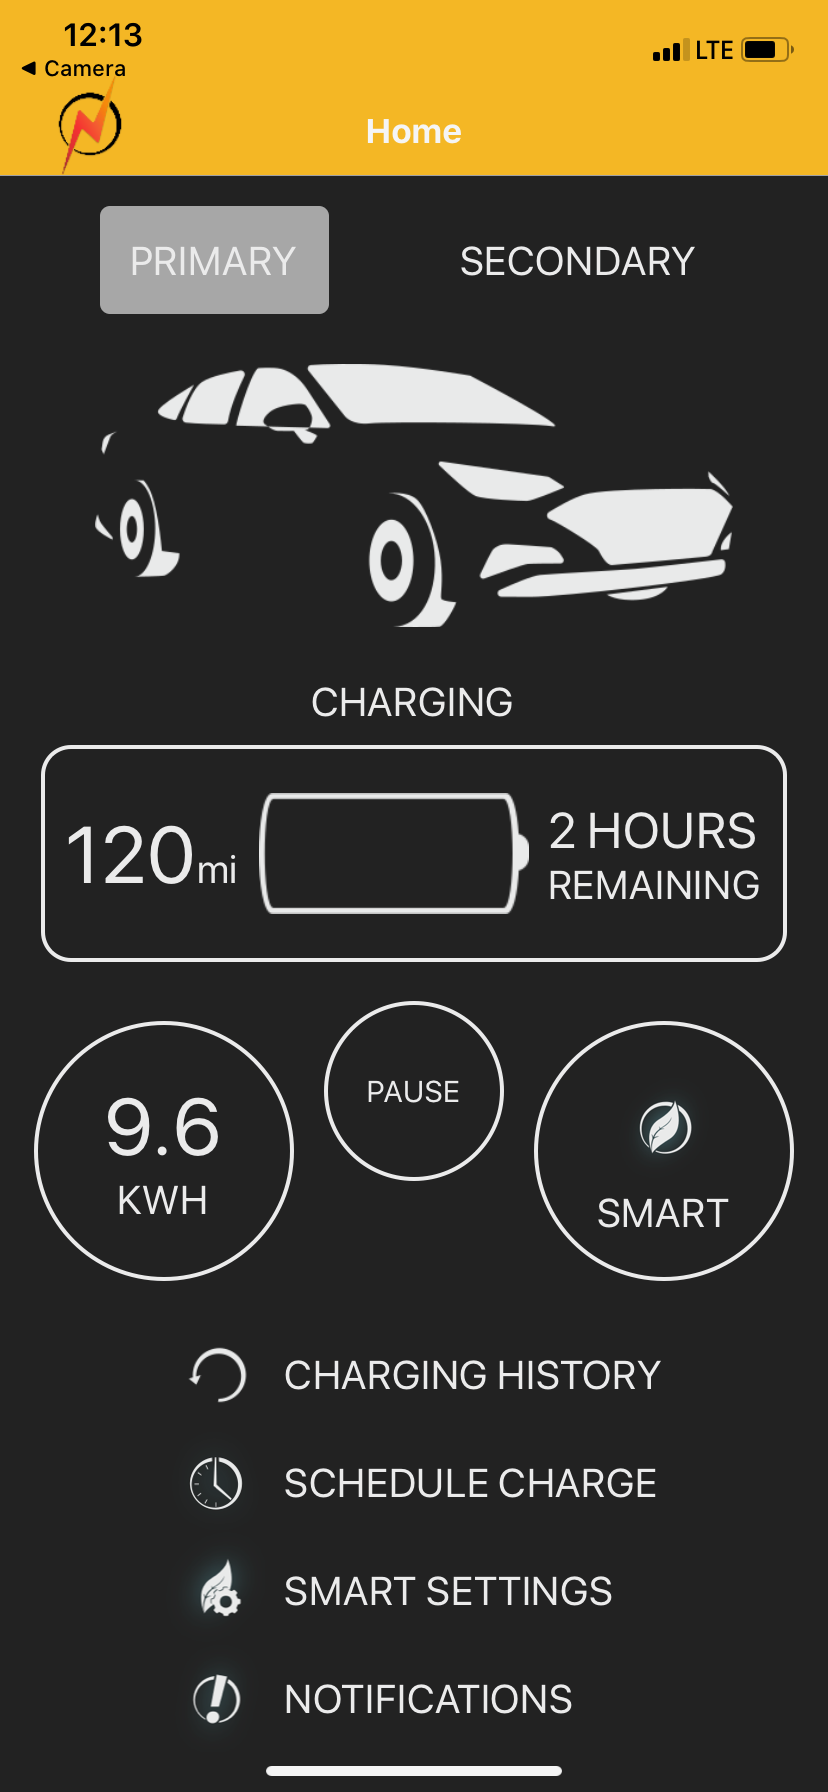 12:13
LTE
◀ Camera
Home
PRIMARY
SECONDARY
CHARGING
120mi
2 HOURS
REMAINING
9.6
KWH
PAUSE
SMART
CHARGING HISTORY
SCHEDULE CHARGE
SMART SETTINGS
NOTIFICATIONS